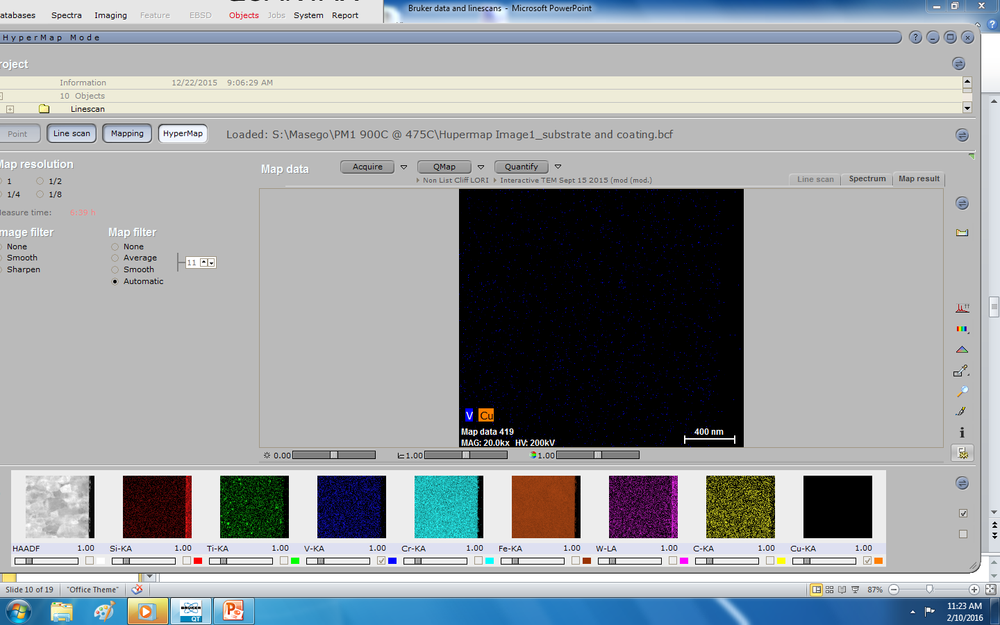 Bruker data and linescans - Microsoft PowerPoint
atabases Spectra Imaging Feature EBSD Objects Jobs System Report
HyperMap Mode
roject
Information 12/22/2015 9:06:29 AM
10 Objects
Linescan
Point Line scan Mapping HyperMap Loaded: S:\Masego\PM1 900C @ 475C\Hupermap Image1_substrate and coating.bcf
Map resolution
1 1/2
1/4 1/8
leasure time: 6:39 h
mage filter
None
Smooth
Sharpen
Map filter
None
Average
Smooth
Automatic
11
Map data Acquire QMap Quantify
Non List Cliff LORI Interactive TEM Sept 15 2015 (mod (mod.)
Line scan Spectrum Map result
V Cu
Map data 419
MAG: 20.0kx HV: 200kV
400 nm
0.00 1.00 1.00
HAADF 1.00 Si-KA 1.00 Ti-KA 1.00 V-KA 1.00 Cr-KA 1.00 Fe-KA 1.00 W-LA 1.00 C-KA 1.00 Cu-KA 1.00
Slide 10 of 19 "Office Theme" 87%
BRUKER
QT
11:23 AM
2/10/2016